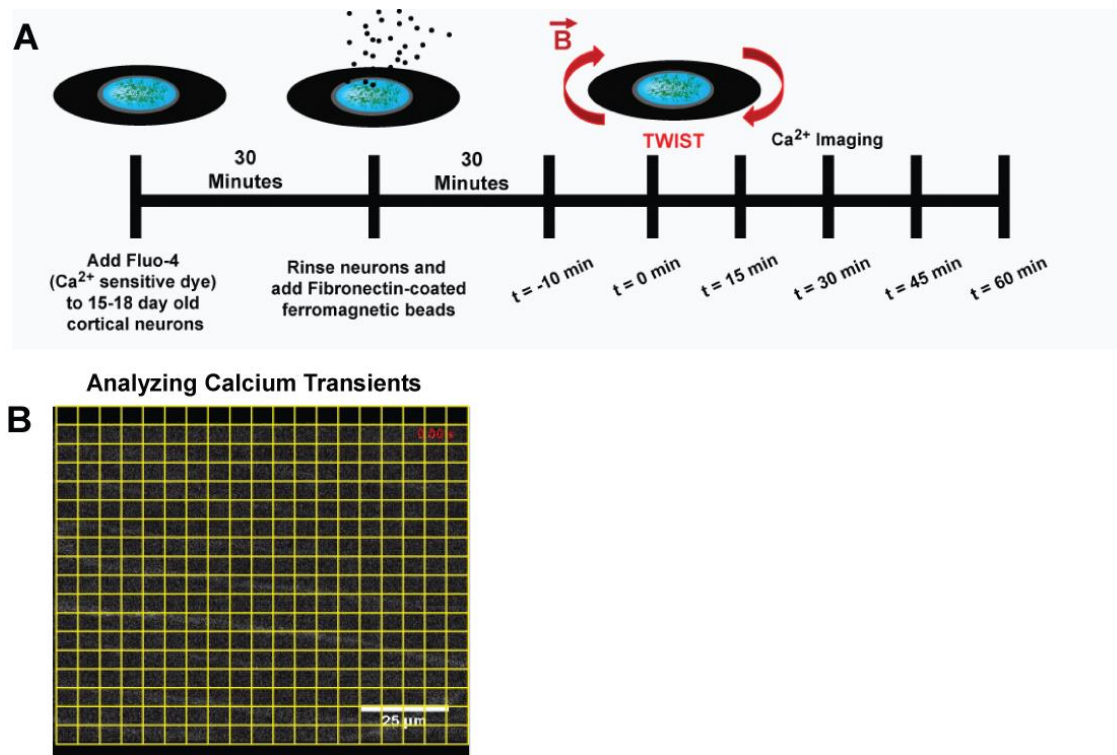 A
B
TWIST
Ca2+ Imaging
30
Minutes
30
Minutes
Add Fluo-4
(Ca2+ sensitive dye)
to 15-18 day old
cortical neurons
Rinse neurons and
add Fibronectin-coated
ferromagnetic beads
t = -10 min
t = 0 min
t = 15 min
t = 30 min
t = 45 min
t = 60 min
Analyzing Calcium Transients
B
25 µm